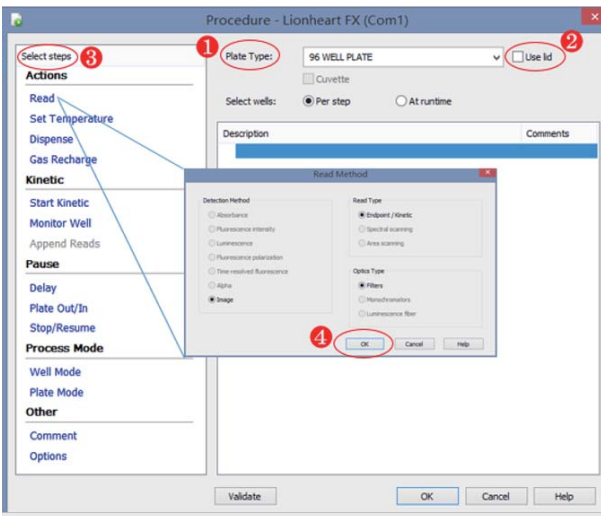 Procedure - Lionheart FX (Com1)
Select steps 3
1 Plate Type: 96 WELL PLATE Use lid 2
Actions
Cuvette
Read
Select wells: Per step At runtime
Set Temperature
Dispense
Description Comments
Gas Recharge
Kinetic
Start Kinetic
Monitor Well
Append Reads
Pause
Delay
Plate Out/In
Stop/Resume
Process Mode
Well Mode
Plate Mode
Other
Comment
Options
Read Method
Detection Method
Absorbance
Fluorescence intensity
Luminescence
Fluorescence polarization
Time-resolved fluorescence
Alpha
Image
Read Type
Endpoint / Kinetic
Spectral scanning
Area scanning
Optics Type
Filters
Monochromators
Luminescence fiber
4 OK Cancel Help
Validate OK Cancel Help